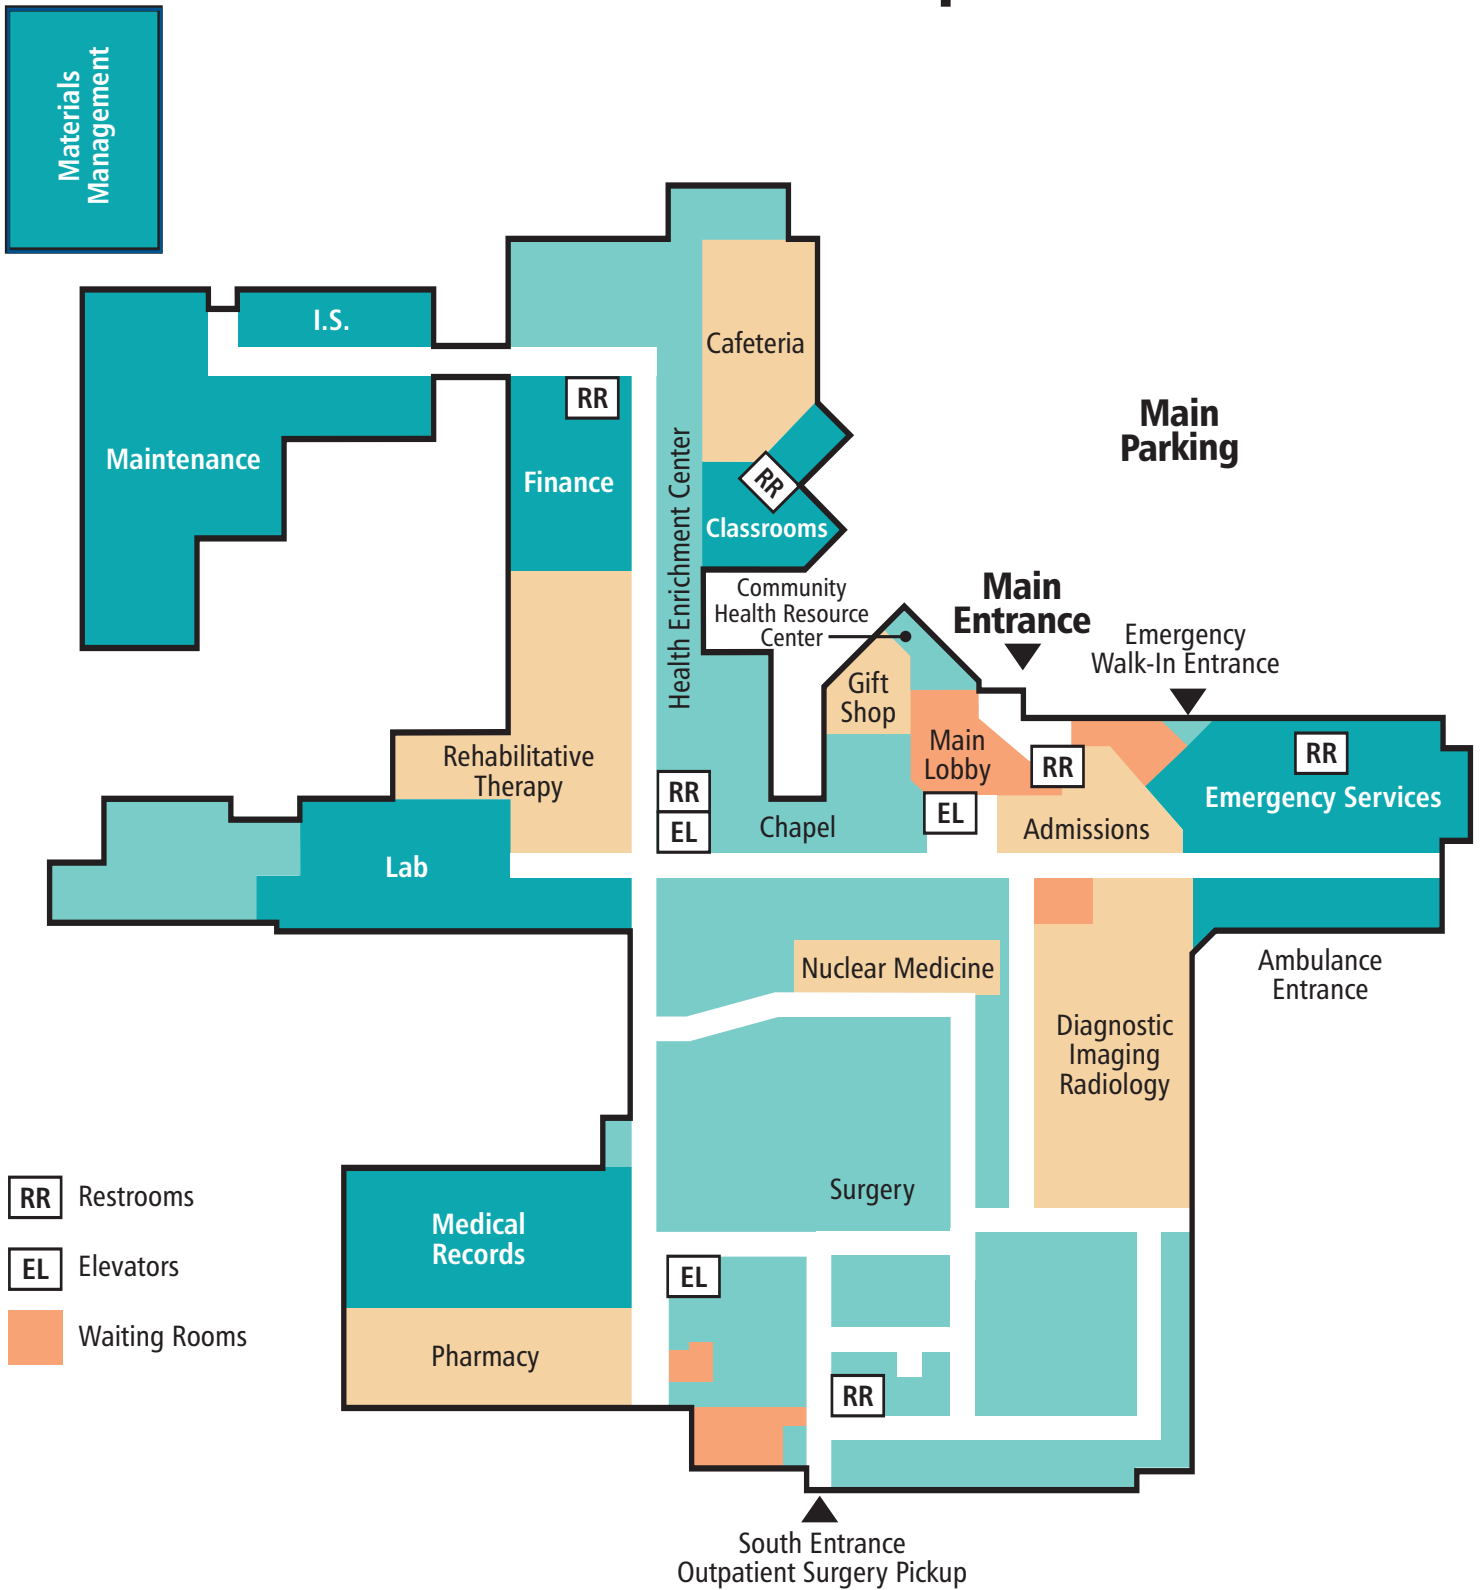 Materials
Management
I.S.
Cafeteria
RR
Main
Parking
Maintenance
Finance
RR
Health Enrichment Center
Classrooms
Community
Health Resource
Center
Main
Entrance
Emergency
Walk-In Entrance
Gift
Shop
Main
Lobby
RR
RR
Rehabilitative
Therapy
RR
EL
EL
Emergency Services
Chapel
Admissions
Lab
Nuclear Medicine
Ambulance
Entrance
Diagnostic
Imaging
Radiology
Surgery
RR Restrooms
Medical
Records
EL Elevators
EL
Waiting Rooms
Pharmacy
RR
South Entrance
Outpatient Surgery Pickup